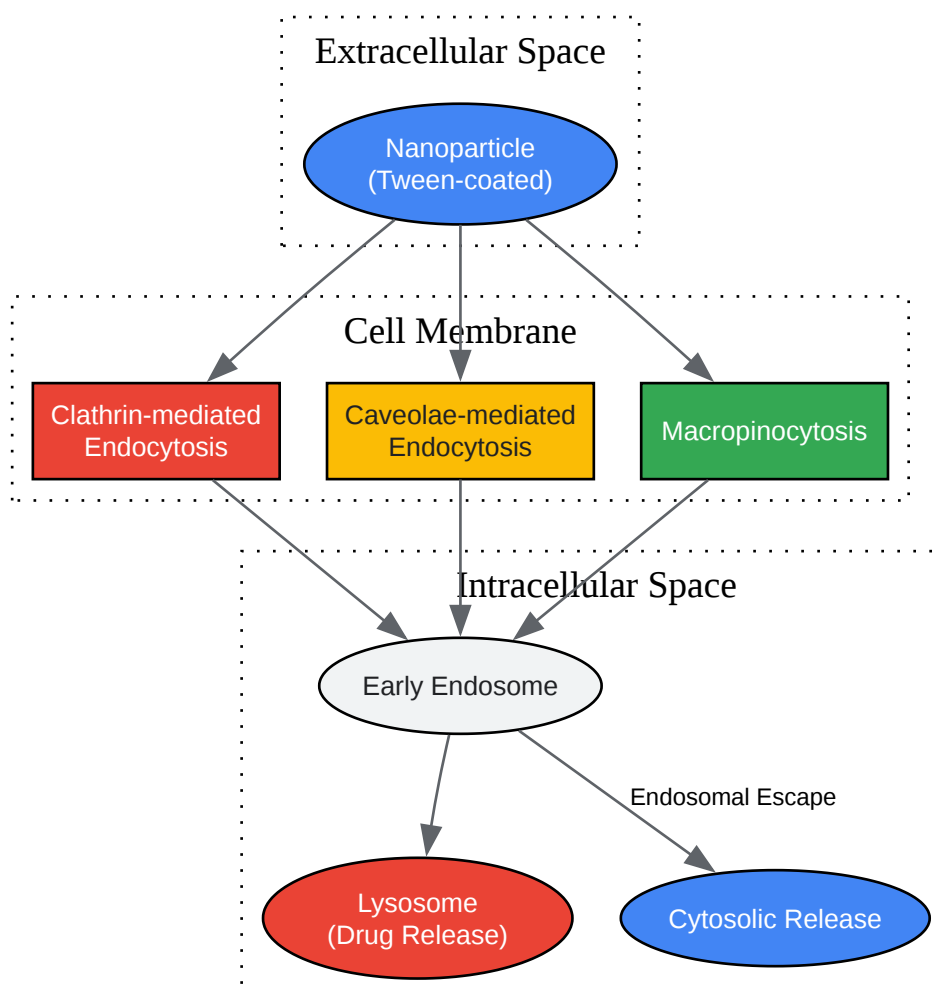 Extracellular Space
Nanoparticle
(Tween-coated)
Cell Membrane
Clathrin-mediated
Endocytosis
Caveolae-mediated
Endocytosis
Macropinocytosis
Intracellular Space
Early Endosome
Endosomal Escape
Lysosome
(Drug Release)
Cytosolic Release